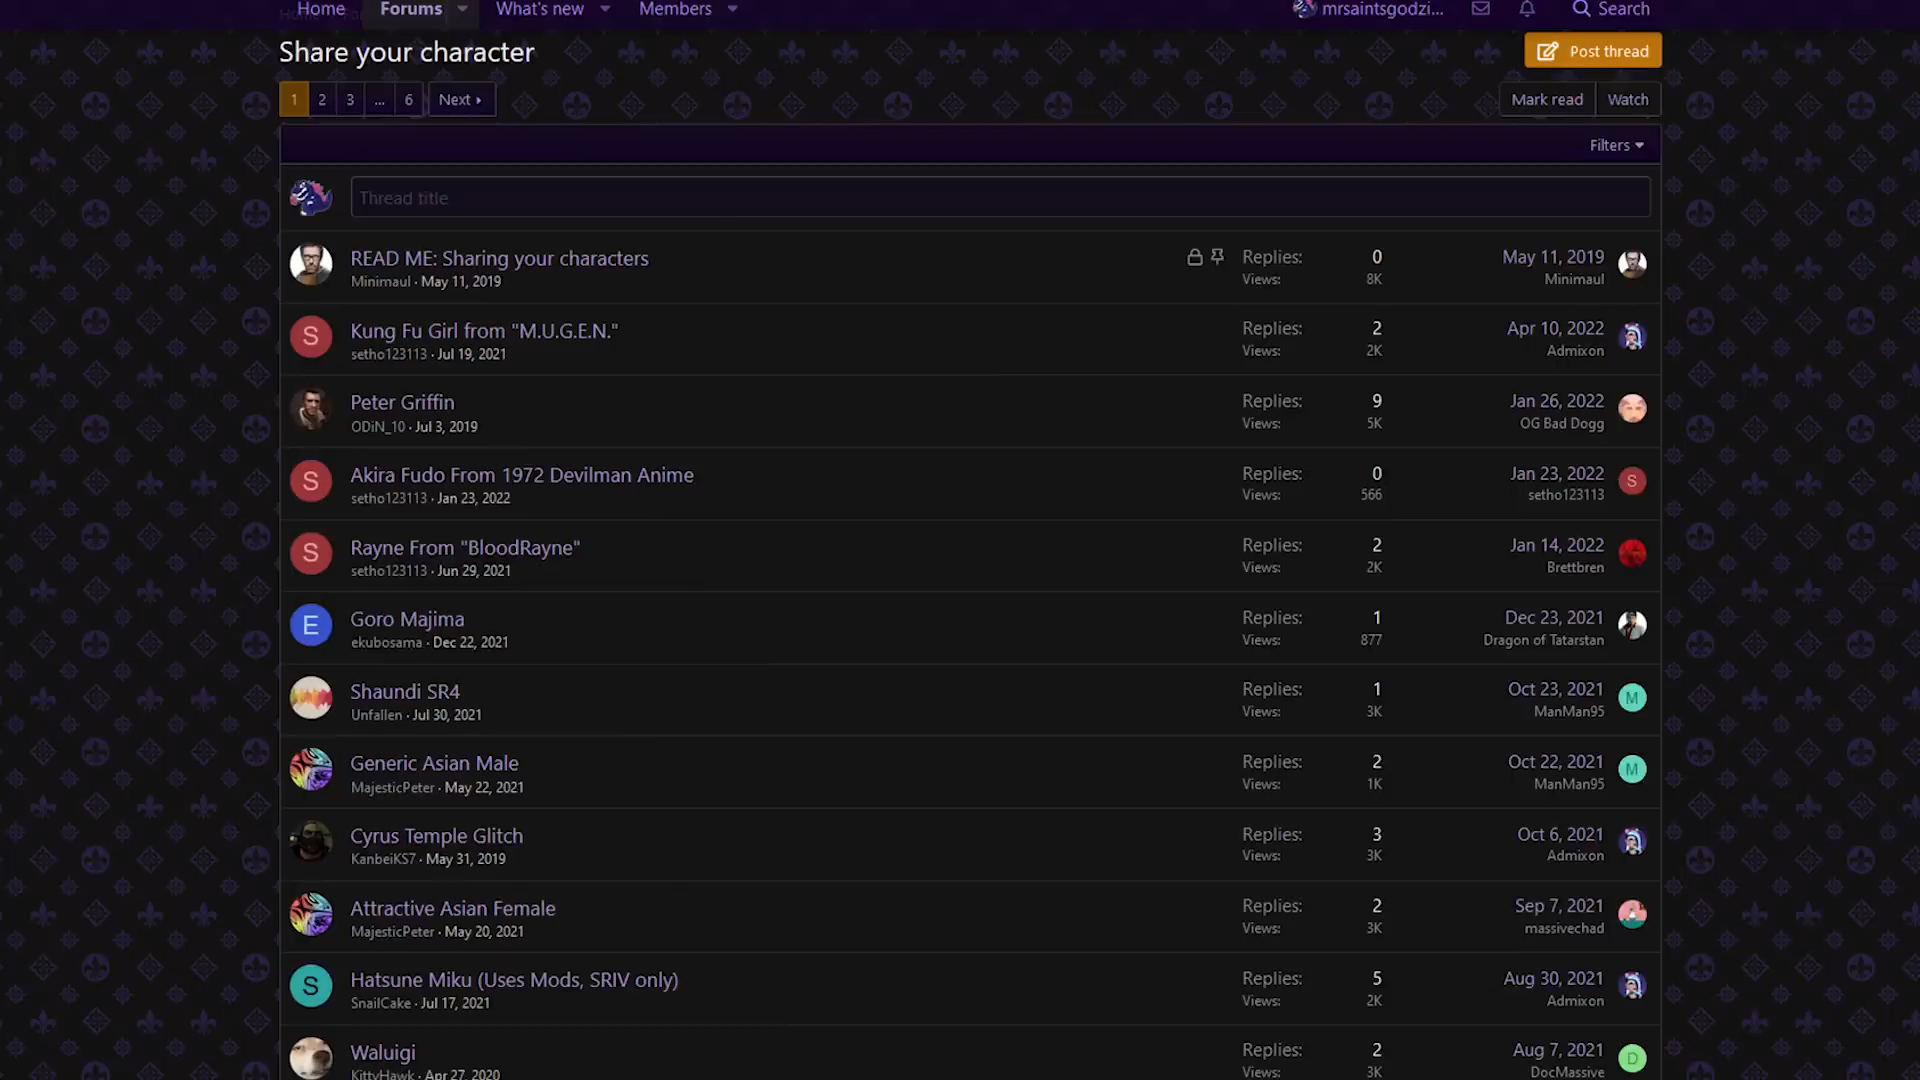 Home Forums What's new Members mrsaintsgodzi... Search
Share your character
Post thread
1 2 3 ... 6 Next
Mark read Watch
Filters
Thread title
READ ME: Sharing your characters
Minimaul · May 11, 2019
Replies: 0
Views: 8K
May 11, 2019
Minimaul
S
Kung Fu Girl from "M.U.G.E.N."
setho123113 · Jul 19, 2021
Replies: 2
Views: 2K
Apr 10, 2022
Admixon
Peter Griffin
ODiN_10 · Jul 3, 2019
Replies: 9
Views: 5K
Jan 26, 2022
OG Bad Dogg
S
Akira Fudo From 1972 Devilman Anime
setho123113 · Jan 23, 2022
Replies: 0
Views: 566
Jan 23, 2022
setho123113
S
S
Rayne From "BloodRayne"
setho123113 · Jun 29, 2021
Replies: 2
Views: 2K
Jan 14, 2022
Brettbren
E
Goro Majima
ekubosama · Dec 22, 2021
Replies: 1
Views: 877
Dec 23, 2021
Dragon of Tatarstan
Shaundi SR4
Unfallen · Jul 30, 2021
Replies: 1
Views: 3K
Oct 23, 2021
ManMan95
M
Generic Asian Male
MajesticPeter · May 22, 2021
Replies: 2
Views: 1K
Oct 22, 2021
ManMan95
M
Cyrus Temple Glitch
KanbeiKS7 · May 31, 2019
Replies: 3
Views: 3K
Oct 6, 2021
Admixon
Attractive Asian Female
MajesticPeter · May 20, 2021
Replies: 2
Views: 3K
Sep 7, 2021
massivechad
S
Hatsune Miku (Uses Mods, SRIV only)
SnailCake · Jul 17, 2021
Replies: 5
Views: 2K
Aug 30, 2021
Admixon
Waluigi
KittyHawk · Apr 27, 2020
Replies: 2
Views: 3K
Aug 7, 2021
DocMassive
D